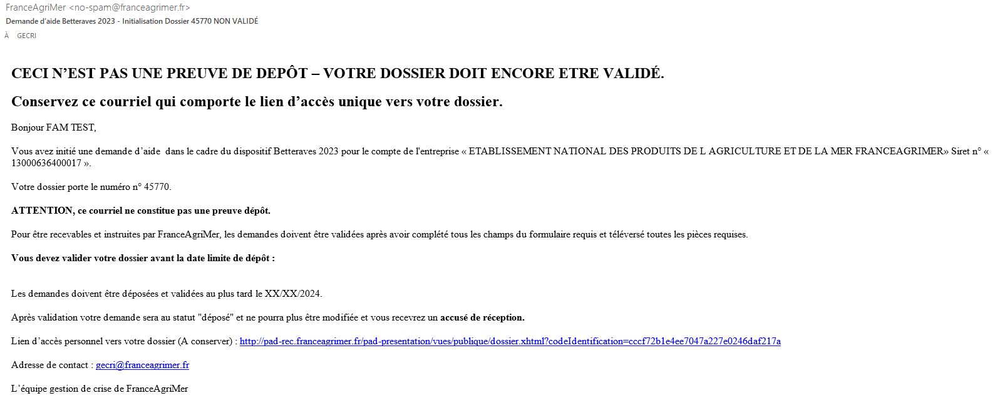 FranceAgriMer <no-spam@franceagrimer.fr>
Demande d'aide Betteraves 2023 - Initialisation Dossier 45770 NON VALIDÉ
À GECRI
CECI N’EST PAS UNE PREUVE DE DEPÔT – VOTRE DOSSIER DOIT ENCORE ETRE VALIDÉ.
Conservez ce courriel qui comporte le lien d’accès unique vers votre dossier.
Bonjour FAM TEST,
Vous avez initié une demande d’aide  dans le cadre du dispositif Betteraves 2023 pour le compte de l'entreprise « ETABLISSEMENT NATIONAL DES PRODUITS DE L AGRICULTURE ET DE LA MER FRANCEAGRIMER» Siret n° «
13000636400017 ».
Votre dossier porte le numéro n° 45770.
ATTENTION, ce courriel ne constitue pas une preuve dépôt.
Pour être recevables et instruites par FranceAgriMer, les demandes doivent être validées après avoir complété tous les champs du formulaire requis et téléversé toutes les pièces requises.
Vous devez valider votre dossier avant la date limite de dépôt :
Les demandes doivent être déposées et validées au plus tard le XX/XX/2024.
Après validation votre demande sera au statut "déposé" et ne pourra plus être modifiée et vous recevrez un accusé de réception.
Lien d’accès personnel vers votre dossier (A conserver) : http://pad-rec.franceagrimer.fr/pad-presentation/vues/publique/dossier.xhtml?codeIdentification=cccf72b1e4ee7047a227e0246daf217a
Adresse de contact : gecri@franceagrimer.fr
L’équipe gestion de crise de FranceAgriMer